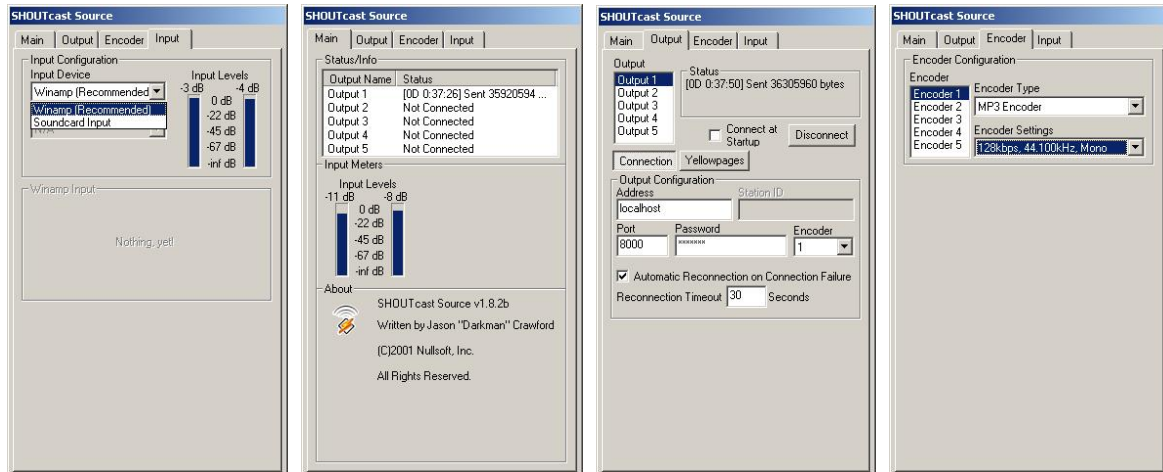 SHOUTcast Source
Main Output Encoder Input
Input Configuration
Input Device
Winamp (Recommended
Winamp (Recommended)
Soundcard Input
N/A
Input Levels
-3 dB -4 dB
0 dB
-22 dB
-45 dB
-67 dB
-inf dB
Winamp Input
Nothing, yet!
SHOUTcast Source
Main Output Encoder Input
Status/Info
Output Name Status
Output 1 [0D 0:37:26] Sent 35920594 ...
Output 2 Not Connected
Output 3 Not Connected
Output 4 Not Connected
Output 5 Not Connected
Input Meters
Input Levels
-11 dB -8 dB
0 dB
-22 dB
-45 dB
-67 dB
-inf dB
About
SHOUTcast Source v1.8.2b
Written by Jason "Darkman" Crawford
(C)2001 Nullsoft, Inc.
All Rights Reserved.
SHOUTcast Source
Main Output Encoder Input
Output
Output 1
Output 2
Output 3
Output 4
Output 5
Status
[0D 0:37:50] Sent 36305960 bytes
Connect at
Startup
Disconnect
Connection Yellowpages
Output Configuration
Address Station ID
localhost
Port Password Encoder
8000 ******* 1
Automatic Reconnection on Connection Failure
Reconnection Timeout 30 Seconds
SHOUTcast Source
Main Output Encoder Input
Encoder Configuration
Encoder
Encoder 1
Encoder 2
Encoder 3
Encoder 4
Encoder 5
Encoder Type
MP3 Encoder
Encoder Settings
128kbps, 44.100kHz, Mono